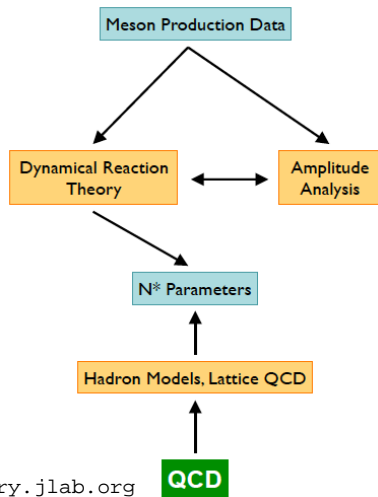 Meson Production Data
Dynamical Reaction
Theory
Amplitude
Analysis
N* Parameters
Hadron Models, Lattice QCD
ry.jlab.org
QCD